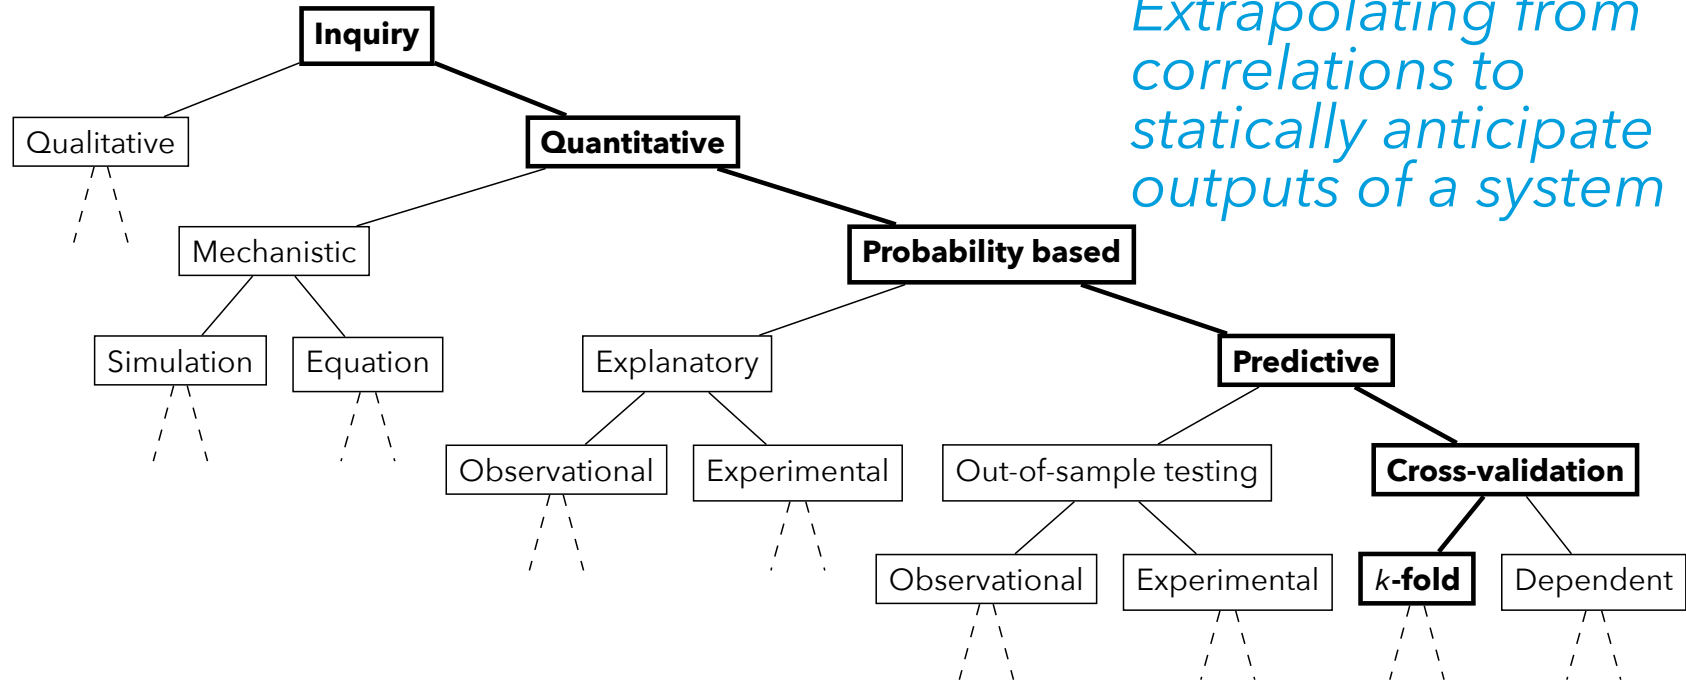 Extrapolating from
correlations to
statically anticipate
outputs of a system
Inquiry
Qualitative
Quantitative
Mechanistic
Probability based
Simulation
Equation
Explanatory
Predictive
Observational
Experimental
Out-of-sample testing
Cross-validation
Observational
Experimental
k-fold
Dependent